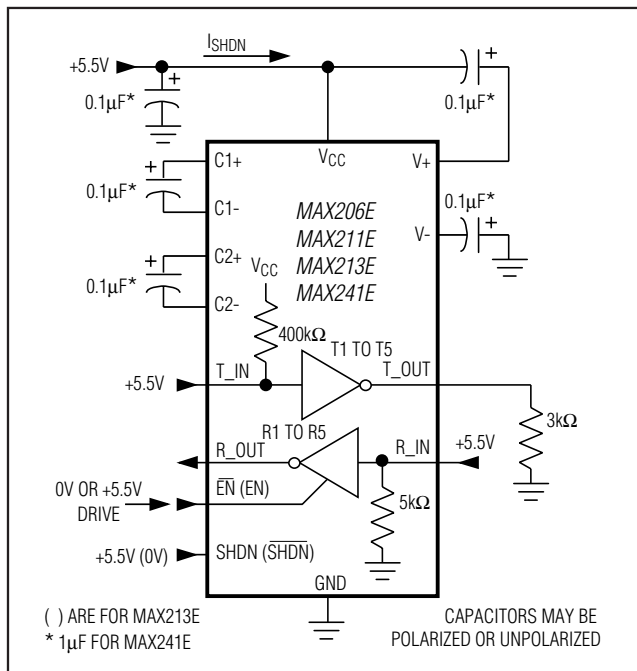 I_SHDN
+5.5V
0.1µF*
0.1µF*
V_CC
V+
C1+
0.1µF*
C1-
MAX206E
MAX211E
MAX213E
MAX241E
0.1µF*
V-
C2+
0.1µF*
C2-
V_CC
400kΩ
T1 TO T5
T_IN
T_OUT
+5.5V
3kΩ
R1 TO R5
R_OUT
R_IN
+5.5V
0V OR +5.5V
DRIVE
E̅N̅ (EN)
5kΩ
+5.5V (0V)
SHDN (S̅H̅D̅N̅)
GND
( ) ARE FOR MAX213E
* 1µF FOR MAX241E
CAPACITORS MAY BE
POLARIZED OR UNPOLARIZED